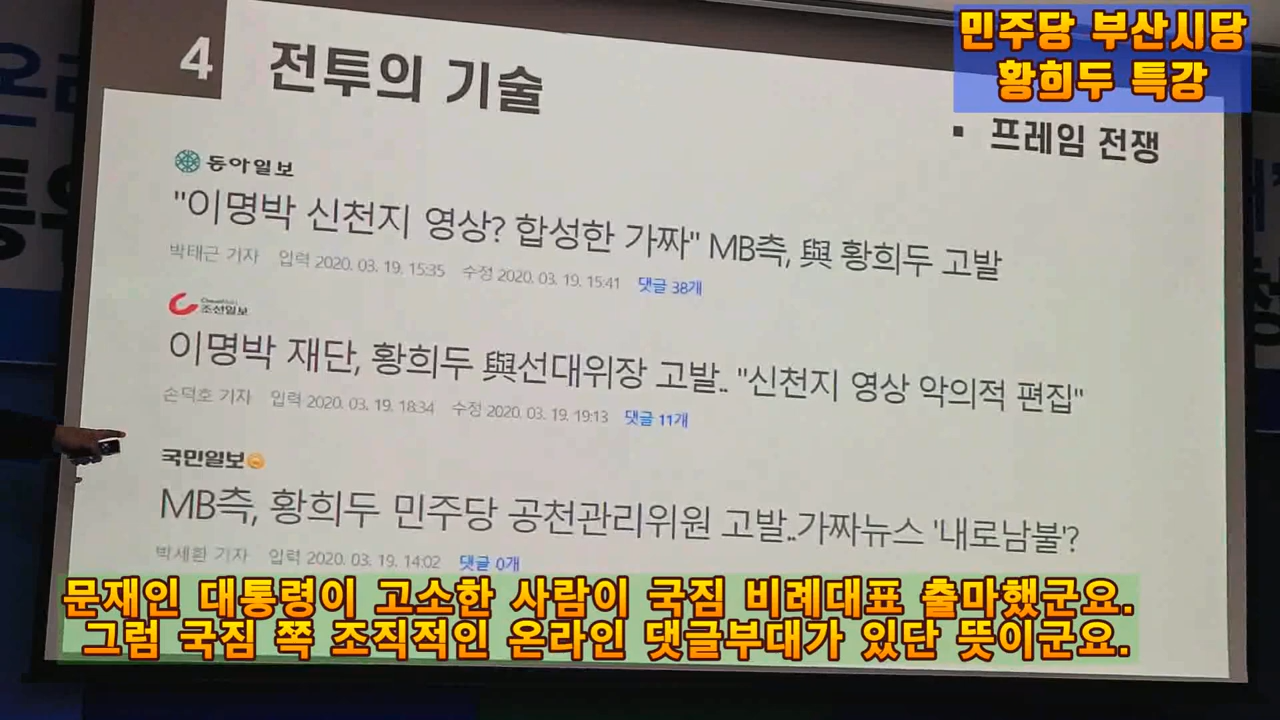 민주당 부산시당
황희두 특강
4 전투의 기술
▪ 프레임 전쟁
동아일보
"이명박 신천지 영상? 합성한 가짜" MB측, 與 황희두 고발
박태근 기자 입력 2020. 03. 19. 15:35 수정 2020. 03. 19. 15:41 댓글 38개
조선일보
이명박 재단, 황희두 與선대위장 고발.. "신천지 영상 악의적 편집"
손덕호 기자 입력 2020. 03. 19. 18:34 수정 2020. 03. 19. 19:13 댓글 11개
국민일보
MB측, 황희두 민주당 공천관리위원 고발..가짜뉴스 '내로남불'?
박세환 기자 입력 2020. 03. 19. 14:02 댓글 0개
문재인 대통령이 고소한 사람이 국짐 비례대표 출마했군요.
그럼 국짐 쪽 조직적인 온라인 댓글부대가 있단 뜻이군요.